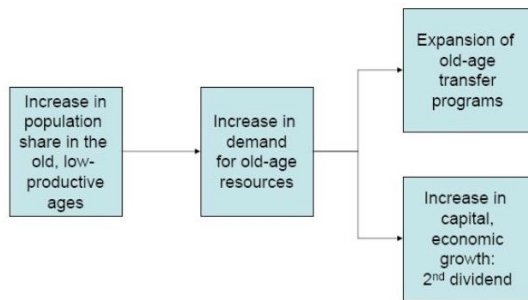 Increase in
population
share in the
old, low-
productive
ages
Increase in
demand
for old-age
resources
Expansion of
old-age
transfer
programs
Increase in
capital,
economic
growth:
2nd dividend